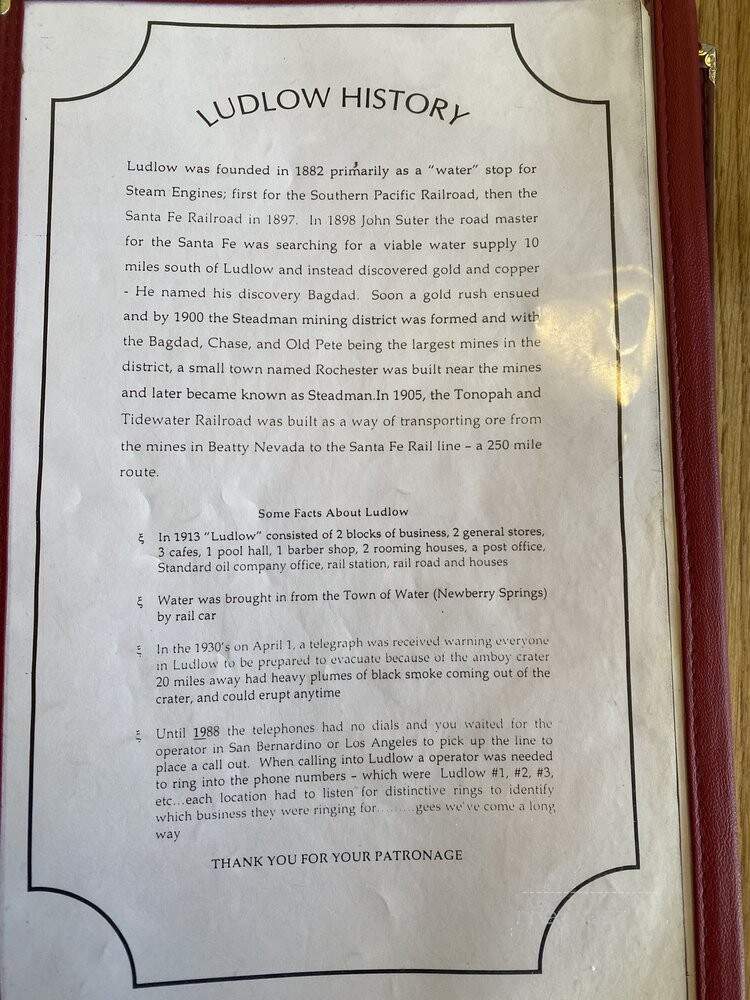 LUDLOW HISTORY
Ludlow was founded in 1882 primarily as a "water" stop for
Steam Engines; first for the Southern Pacific Railroad, then the
Santa Fe Railroad in 1897. In 1898 John Suter the road master
for the Santa Fe was searching for a viable water supply 10
miles south of Ludlow and instead discovered gold and copper
- He named his discovery Bagdad. Soon a gold rush ensued
and by 1900 the Steadman mining district was formed and with
the Bagdad, Chase, and Old Pete being the largest mines in the
district, a small town named Rochester was built near the mines
and later became known as Steadman.In 1905, the Tonopah and
Tidewater Railroad was built as a way of transporting ore from
the mines in Beatty Nevada to the Santa Fe Rail line – a 250 mile
route.
Some Facts About Ludlow
ξ In 1913 "Ludlow" consisted of 2 blocks of business, 2 general stores,
3 cafes, 1 pool hall, 1 barber shop, 2 rooming houses, a post office,
Standard oil company office, rail station, rail road and houses
ξ Water was brought in from the Town of Water (Newberry Springs)
by rail car
ξ In the 1930's on April 1, a telegraph was received warning everyone
in Ludlow to be prepared to evacuate because of the amboy crater
20 miles away had heavy plumes of black smoke coming out of the
crater, and could erupt anytime
ξ Until 1988 the telephones had no dials and you waited for the
operator in San Bernardino or Los Angeles to pick up the line to
place a call out. When calling into Ludlow a operator was needed
to ring into the phone numbers – which were Ludlow #1, #2, #3,
etc...each location had to listen for distinctive rings to identify
which business they were ringing for.........gees we've come a long
way
THANK YOU FOR YOUR PATRONAGE